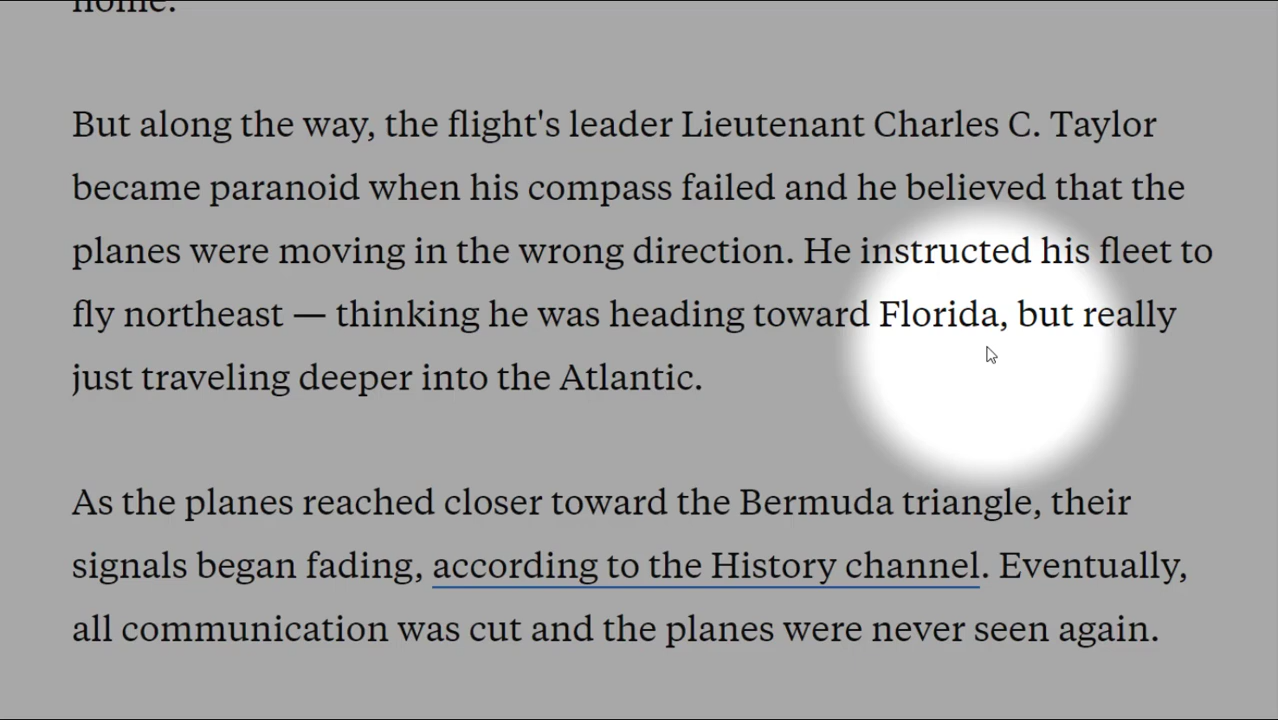 home.
But along the way, the flight's leader Lieutenant Charles C. Taylor
became paranoid when his compass failed and he believed that the
planes were moving in the wrong direction. He instructed his fleet to
fly northeast — thinking he was heading toward Florida, but really
just traveling deeper into the Atlantic.
As the planes reached closer toward the Bermuda triangle, their
signals began fading, according to the History channel. Eventually,
all communication was cut and the planes were never seen again.